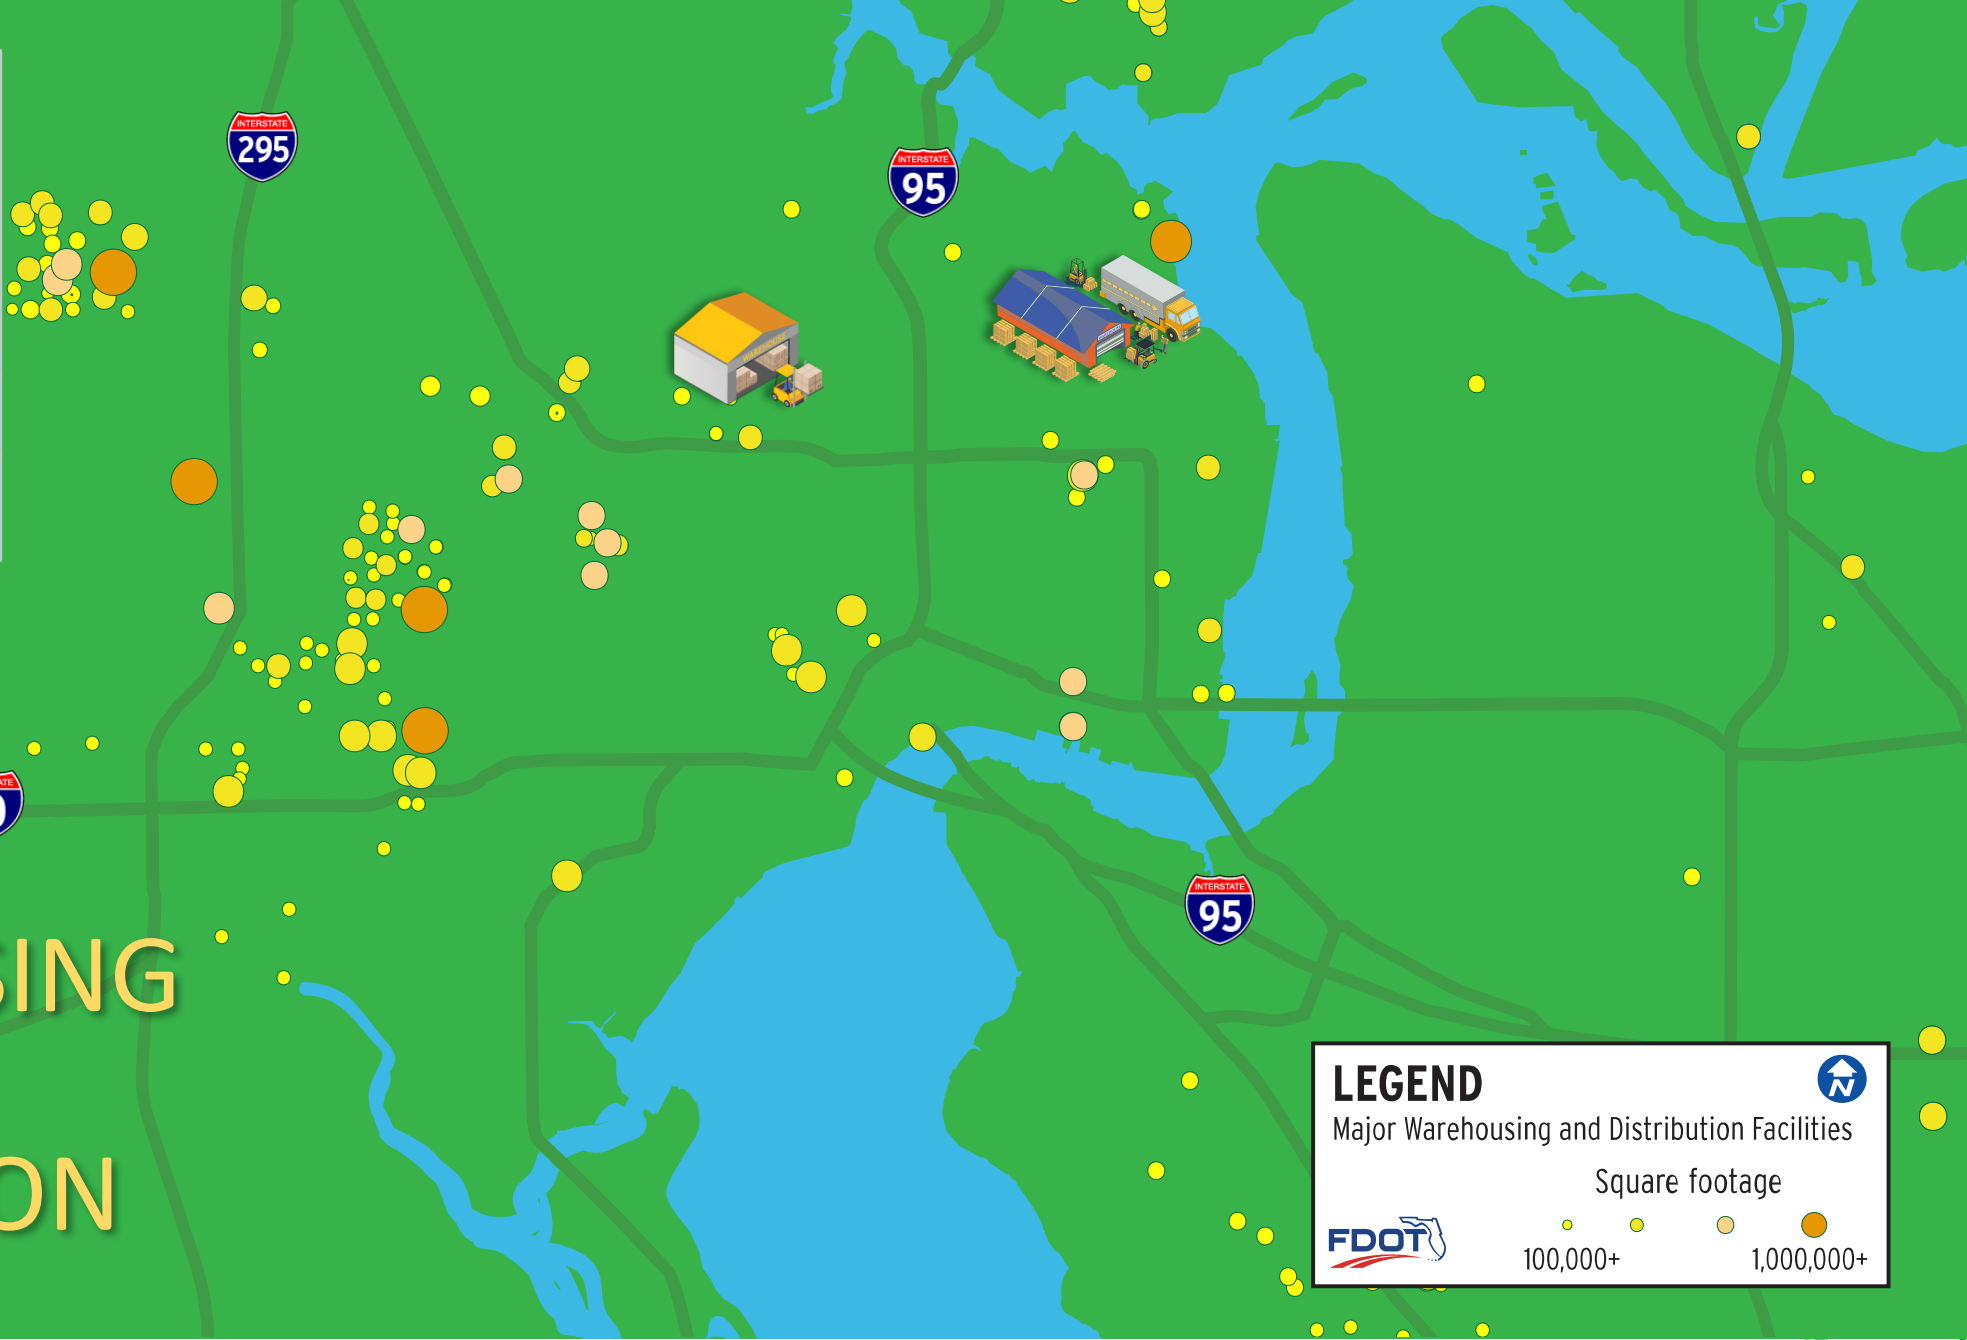 INTERSTATE
295
INTERSTATE
95
WAREHOUSE
SING
ON
INTERSTATE
95
LEGEND
N
Major Warehousing and Distribution Facilities
Square footage
FDOT
100,000+
1,000,000+